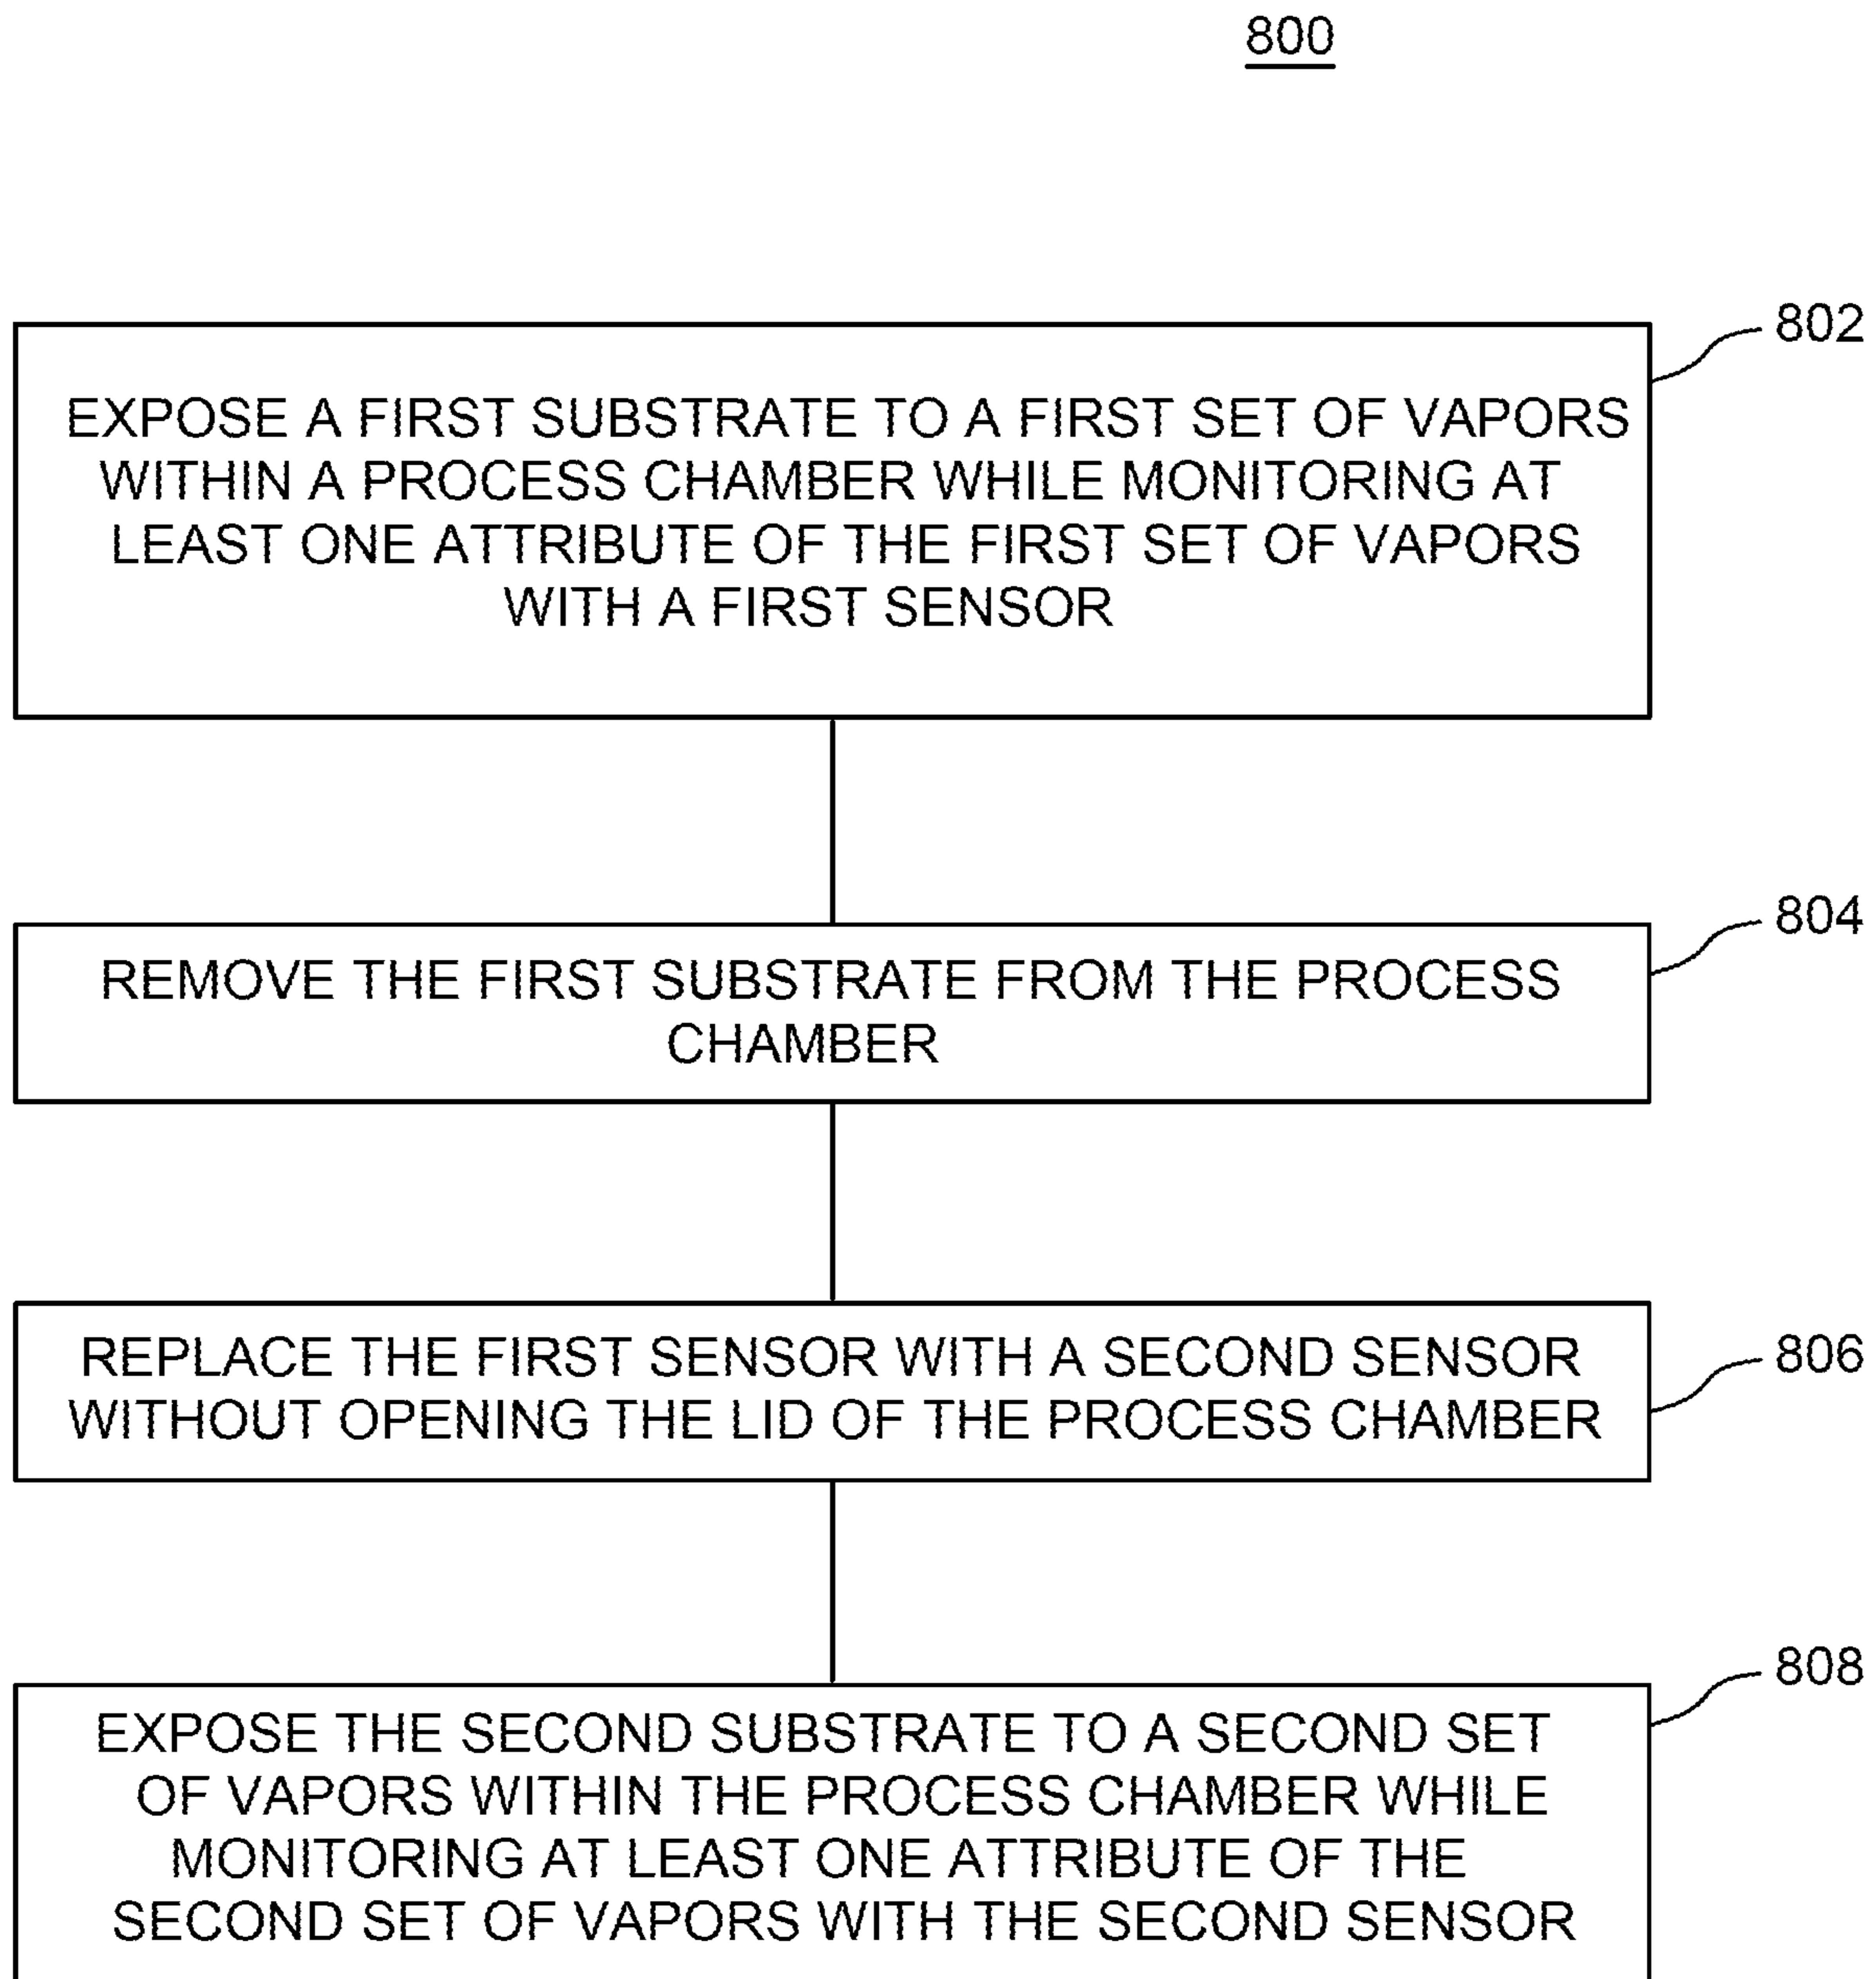 800
802
EXPOSE A FIRST SUBSTRATE TO A FIRST SET OF VAPORS
WITHIN A PROCESS CHAMBER WHILE MONITORING AT
LEAST ONE ATTRIBUTE OF THE FIRST SET OF VAPORS
WITH A FIRST SENSOR
804
REMOVE THE FIRST SUBSTRATE FROM THE PROCESS
CHAMBER
REPLACE THE FIRST SENSOR WITH A SECOND SENSOR
806
WITHOUT OPENING THE LID OF THE PROCESS CHAMBER
808
EXPOSE THE SECOND SUBSTRATE TO A SECOND SET
OF VAPORS WITHIN THE PROCESS CHAMBER WHILE
MONITORING AT LEAST ONE ATTRIBUTE OF THE
SECOND SET OF VAPORS WITH THE SECOND SENSOR